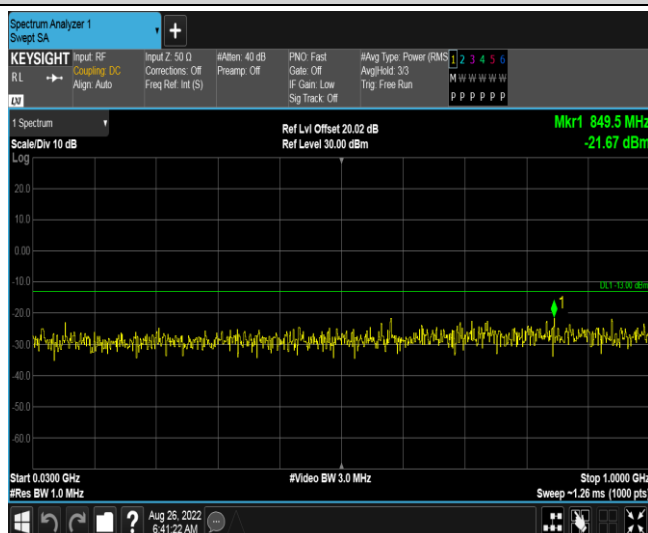 Spectrum Analyzer 1
Swept SA
+
KEYSIGHT
RL
LXI
Input: RF
Coupling: DC
Align: Auto
Input Z: 50 Ω
Corrections: Off
Freq Ref: Int (S)
#Atten: 40 dB
Preamp: Off
PNO: Fast
Gate: Off
IF Gain: Low
Sig Track: Off
#Avg Type: Power (RMS
Avg|Hold: 3/3
Trig: Free Run
1 2 3 4 5 6
M W W W W W
P P P P P P
1 Spectrum
Scale/Div 10 dB
Log
Ref Lvl Offset 20.02 dB
Ref Level 30.00 dBm
Mkr1 849.5 MHz
-21.67 dBm
20.0
10.0
0.00
-10.0
DL1 -13.00 dBm
1
-20.0
-30.0
-40.0
-50.0
-60.0
Start 0.0300 GHz
#Res BW 1.0 MHz
#Video BW 3.0 MHz
Stop 1.0000 GHz
Sweep ~1.26 ms (1000 pts)
?
Aug 26, 2022
6:41:22 AM